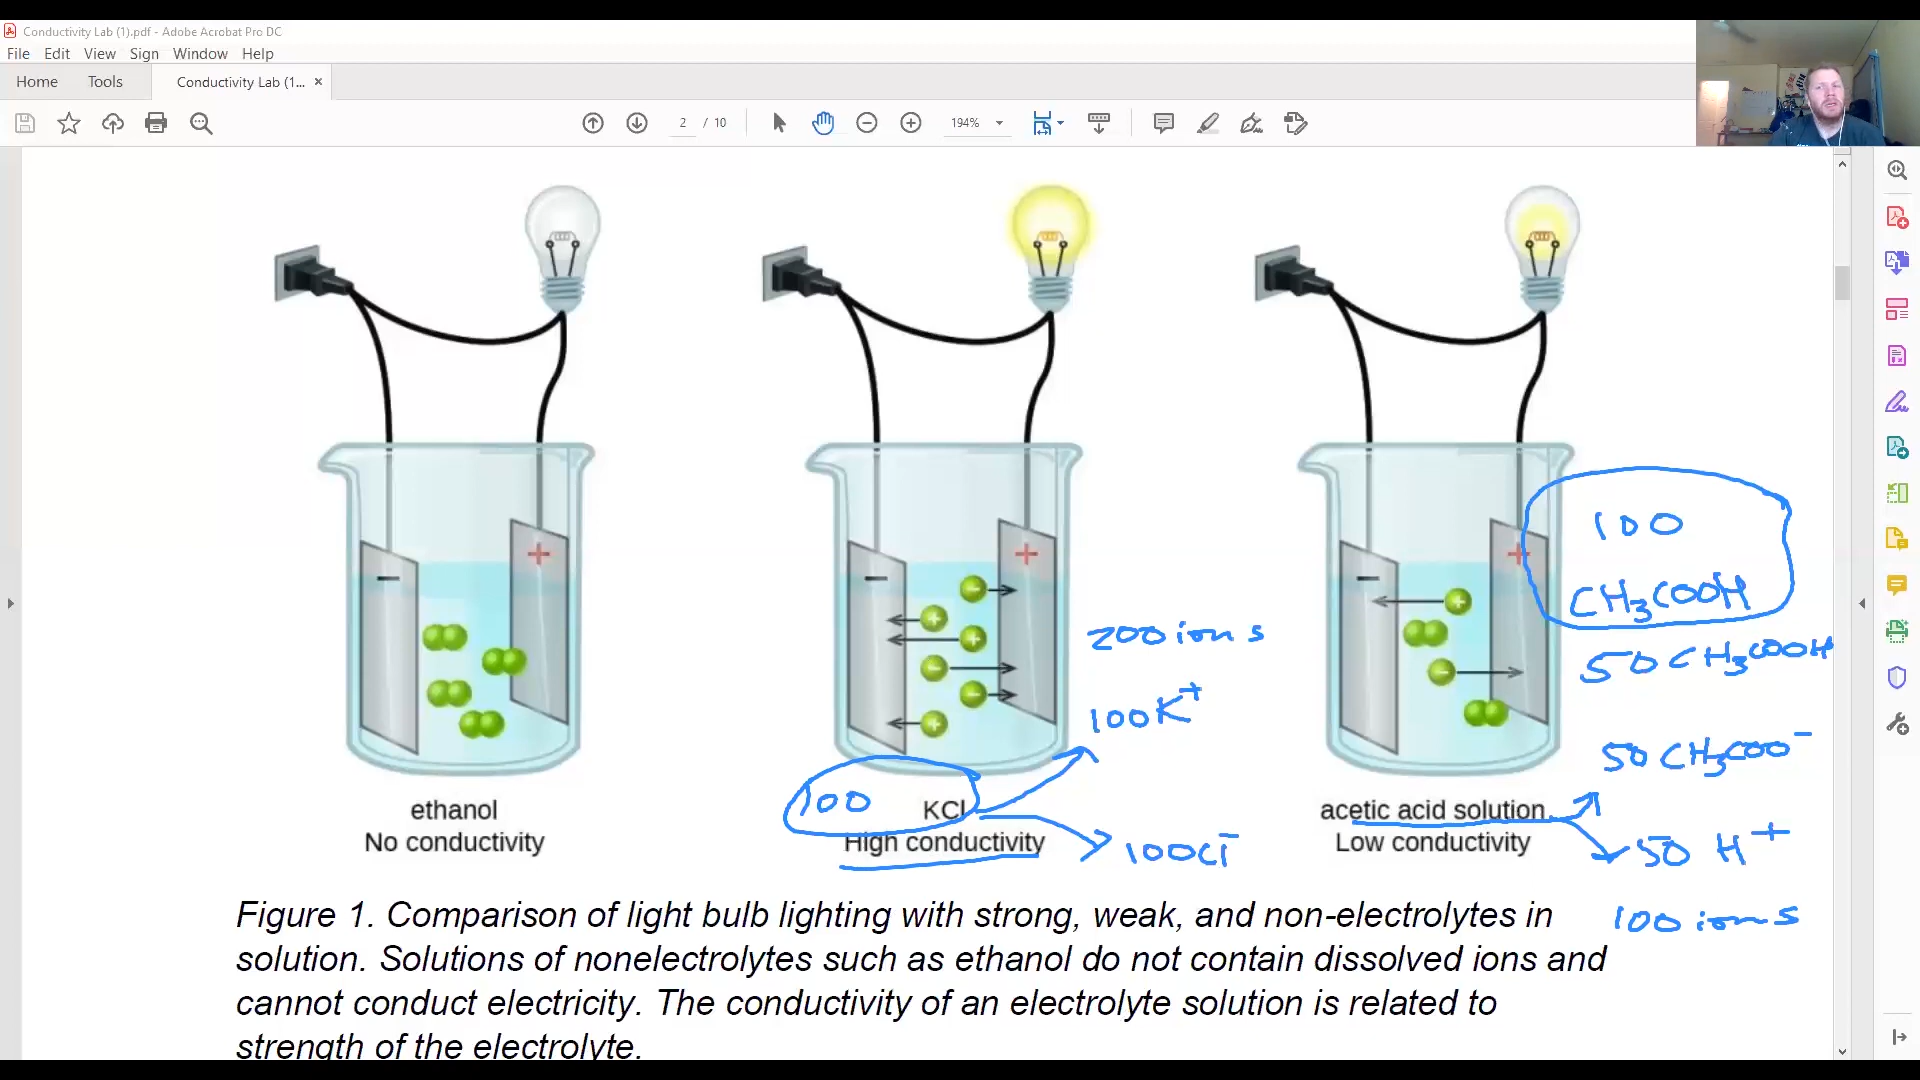 Conductivity Lab (1).pdf - Adobe Acrobat Pro DC
File Edit View Sign Window Help
Home Tools Conductivity Lab (1... ×
2 / 10 194%
+ + +
− − −
100
CH3COOH
200 ions
50 CH3COOH
100K+
50 CH3COO−
100 KCl
High conductivity
100Cl−
ethanol
No conductivity
acetic acid solution
Low conductivity
50 H+
100 ions
Figure 1. Comparison of light bulb lighting with strong, weak, and non-electrolytes in
solution. Solutions of nonelectrolytes such as ethanol do not contain dissolved ions and
cannot conduct electricity. The conductivity of an electrolyte solution is related to
strength of the electrolyte.